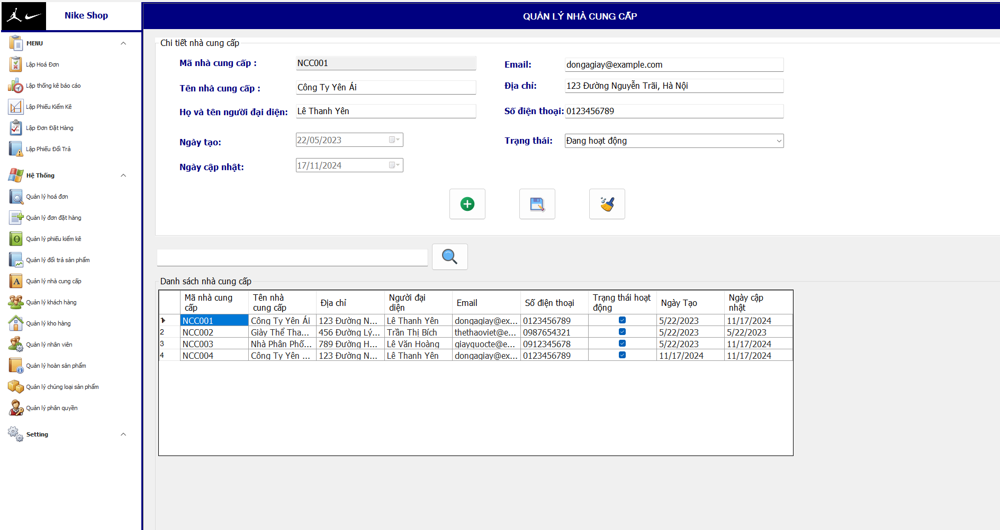 Nike Shop
QUẢN LÝ NHÀ CUNG CẤP
MENU
Lập Hoá Đơn
Lập thống kê báo cáo
Lập Phiếu Kiểm Kê
Lập Đơn Đặt Hàng
Lập Phiếu Đổi Trả
Hệ Thống
Quản lý hoá đơn
Quản lý đơn đặt hàng
Quản lý phiếu kiểm kê
Quản lý đổi trả sản phẩm
Quản lý nhà cung cấp
Quản lý khách hàng
Quản lý kho hàng
Quản lý nhân viên
Quản lý hoàn sản phẩm
Quản lý chủng loại sản phẩm
Quản lý phân quyền
Setting
Chi tiết nhà cung cấp
Mã nhà cung cấp : NCC001
Tên nhà cung cấp : Công Ty Yên Ái
Họ và tên người đại diện: Lê Thanh Yên
Ngày tạo: 22/05/2023
Ngày cập nhật: 17/11/2024
Email: dongagiay@example.com
Địa chỉ: 123 Đường Nguyễn Trãi, Hà Nội
Số điện thoại: 0123456789
Trạng thái: Đang hoạt động
Danh sách nhà cung cấp
Mã nhà cung cấp Tên nhà cung cấp Địa chỉ Người đại diện Email Số điện thoại Trạng thái hoạt động Ngày Tạo Ngày cập nhật
1 NCC001 Công Ty Yên Ái 123 Đường N... Lê Thanh Yên dongagiay@ex... 0123456789 5/22/2023 11/17/2024
2 NCC002 Giày Thể Tha... 456 Đường Lý... Trần Thị Bích thethaoviet@e... 0987654321 5/22/2023 5/22/2023
3 NCC003 Nhà Phân Phố... 789 Đường H... Lê Văn Hoàng giayquocte@e... 0912345678 5/22/2023 11/17/2024
4 NCC004 Công Ty Yên ... 123 Đường N... Lê Thanh Yên dongagiay@ex... 0123456789 11/17/2024 11/17/2024